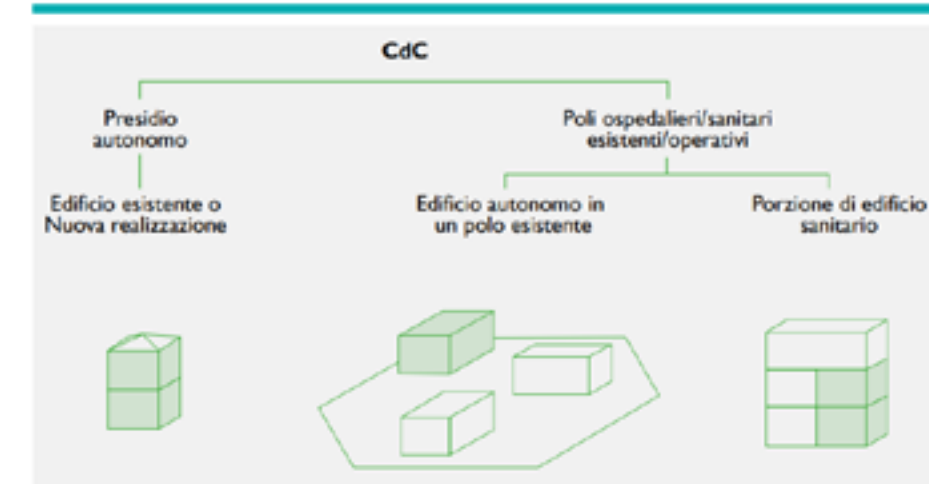 CdC
Presidio
autonomo
Poli ospedalieri/sanitari
esistenti/operativi
Edificio esistente o
Nuova realizzazione
Edificio autonomo in
un polo esistente
Porzione di edificio
sanitario